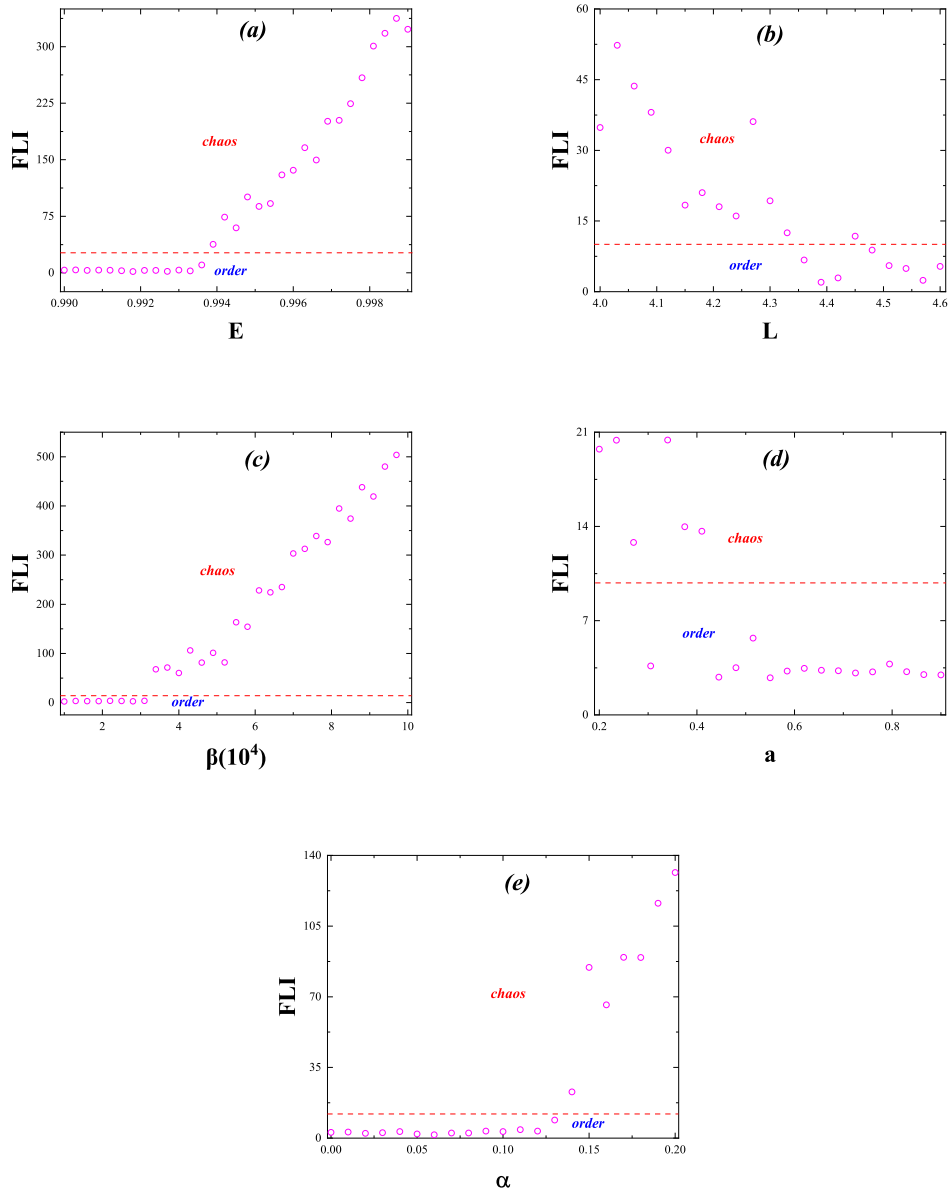 (a)
FLI
300
225
150
75
0
chaos
order
0.990 0.992 0.994 0.996 0.998
E
(b)
FLI
60
45
30
15
0
chaos
order
4.0 4.1 4.2 4.3 4.4 4.5 4.6
L
(c)
FLI
500
400
300
200
100
0
chaos
order
2 4 6 8 10
β(10⁴)
(d)
FLI
21
14
7
0
chaos
order
0.2 0.4 0.6 0.8
a
(e)
FLI
140
105
70
35
0
chaos
order
0.00 0.05 0.10 0.15 0.20
α